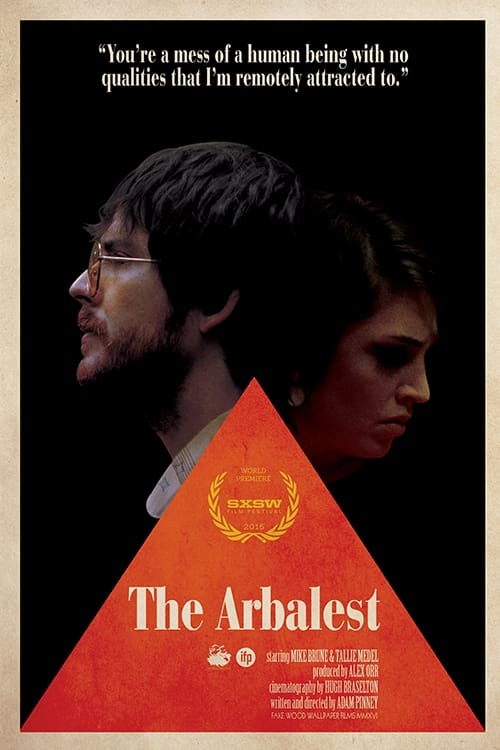 “You’re a mess of a human being with no
qualities that I’m remotely attracted to.”
WORLD
PREMIERE
SXSW
FILM FESTIVAL
2016
The Arbalest
ifp
starring MIKE BRUNE & TALLIE MEDEL
produced by ALEX ORR
cinematography by HUGH BRASELTON
written and directed by ADAM PINNEY
FAKE WOOD WALLPAPER FILMS MMXVI